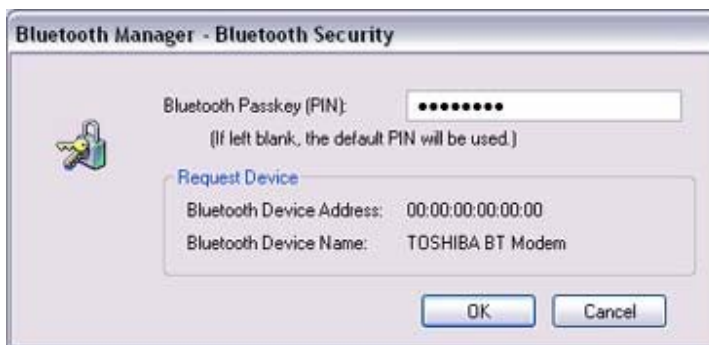 Bluetooth Manager - Bluetooth Security
Bluetooth Passkey (PIN): ●●●●●●●●
(If left blank, the default PIN will be used.)
Request Device
Bluetooth Device Address: 00:00:00:00:00:00
Bluetooth Device Name: TOSHIBA BT Modem
OK Cancel